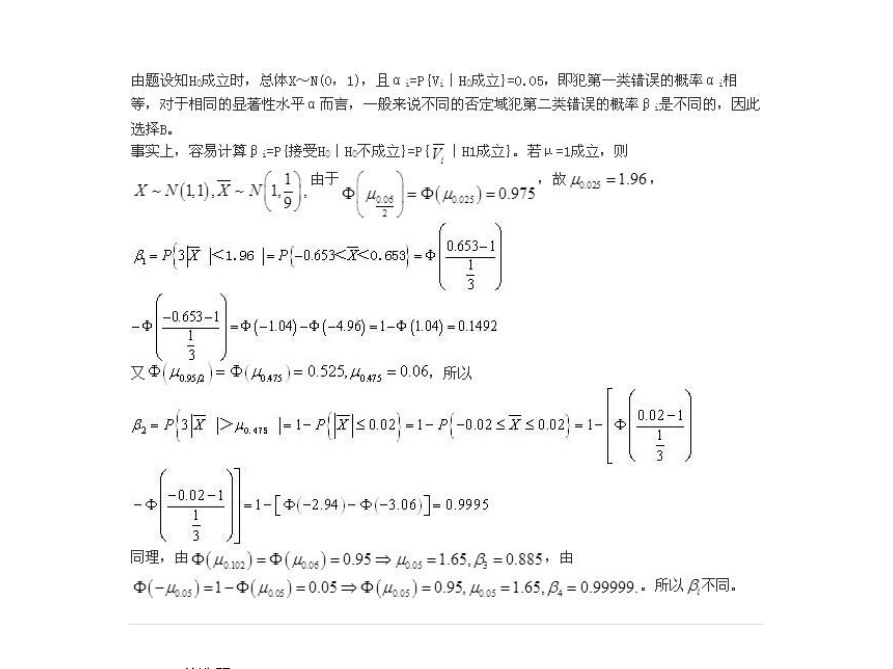 由题设知H₀成立时，总体X～N(0，1)，且α_i=P{V_i｜H₀成立}=0.05，即犯第一类错误的概率α_i相
等，对于相同的显著性水平α而言，一般来说不同的否定域犯第二类错误的概率β_i是不同的，因此
选择B。
事实上，容易计算β_i=P{接受H₀｜H₀不成立}=P{V̅_i｜H1成立}。若μ=1成立，则
X ~ N(1,1), X̅ ~ N(1, 1/9), 由于 Φ(μ_{0.06/2}) = Φ(μ_{0.025}) = 0.975，故 μ_{0.025} = 1.96，
β₁ = P{3|X̅|<1.96|= P{-0.653<X̅<0.653} = Φ((0.653-1)/(1/3))
-Φ((-0.653-1)/(1/3)) =Φ(-1.04)-Φ(-4.96)=1-Φ(1.04)=0.1492
又 Φ(μ_{0.95/2}) = Φ(μ_{0.475}) = 0.525, μ_{0.475} = 0.06，所以
β₂ = P{3|X̅|>μ_{0.475}|=1- P{|X̅|≤0.02}=1- P{-0.02≤X̅≤0.02}=1-[Φ((0.02-1)/(1/3))
-Φ((-0.02-1)/(1/3))]=1-[Φ(-2.94)-Φ(-3.06)]= 0.9995
同理，由 Φ(μ_{0.102}) = Φ(μ_{0.05}) = 0.95 ⇒ μ_{0.05} = 1.65, β₃ = 0.885，由
Φ(-μ_{0.05}) =1-Φ(μ_{0.05}) = 0.05 ⇒ Φ(μ_{0.05}) = 0.95, μ_{0.05} = 1.65, β₄ = 0.99999.。所以 β_i不同。